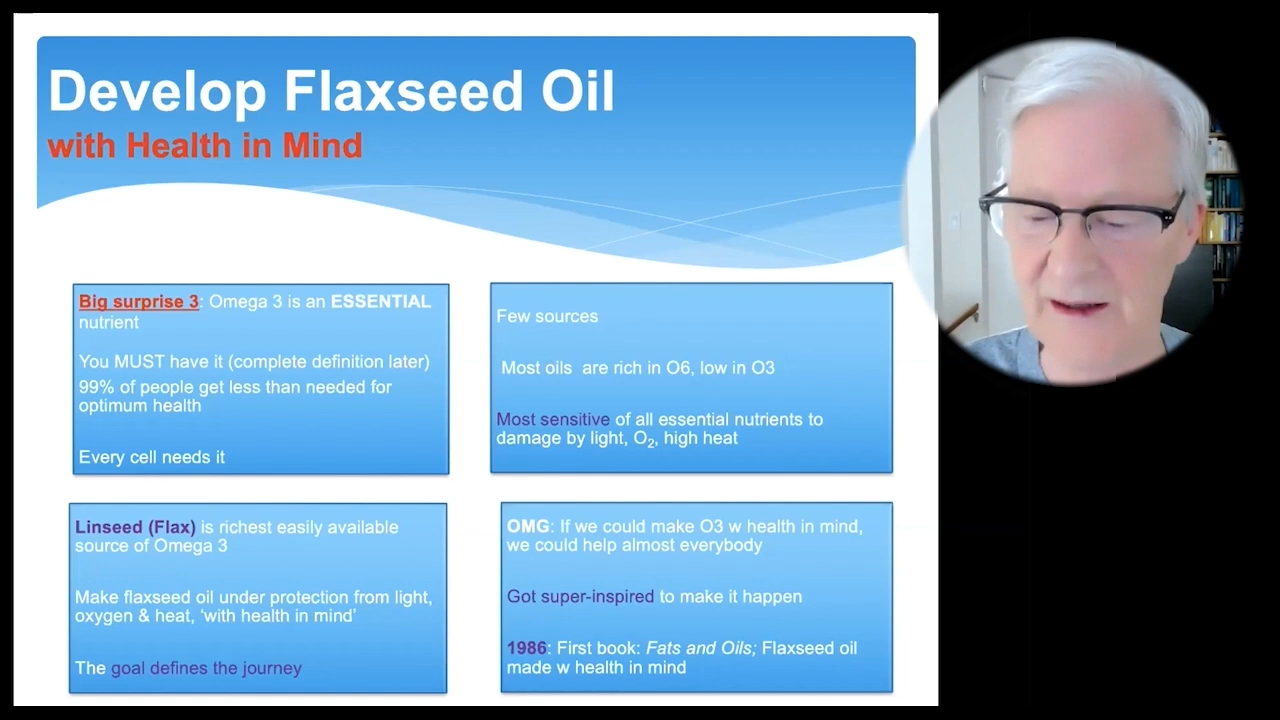 Develop Flaxseed Oil
with Health in Mind
Big surprise 3: Omega 3 is an ESSENTIAL
nutrient
You MUST have it (complete definition later)
99% of people get less than needed for
optimum health
Every cell needs it
Few sources
Most oils  are rich in O6, low in O3
Most sensitive of all essential nutrients to
damage by light, O₂, high heat
Linseed (Flax) is richest easily available
source of Omega 3
Make flaxseed oil under protection from light,
oxygen & heat, ‘with health in mind’
The goal defines the journey
OMG: If we could make O3 w health in mind,
we could help almost everybody
Got super-inspired to make it happen
1986: First book: Fats and Oils; Flaxseed oil
made w health in mind